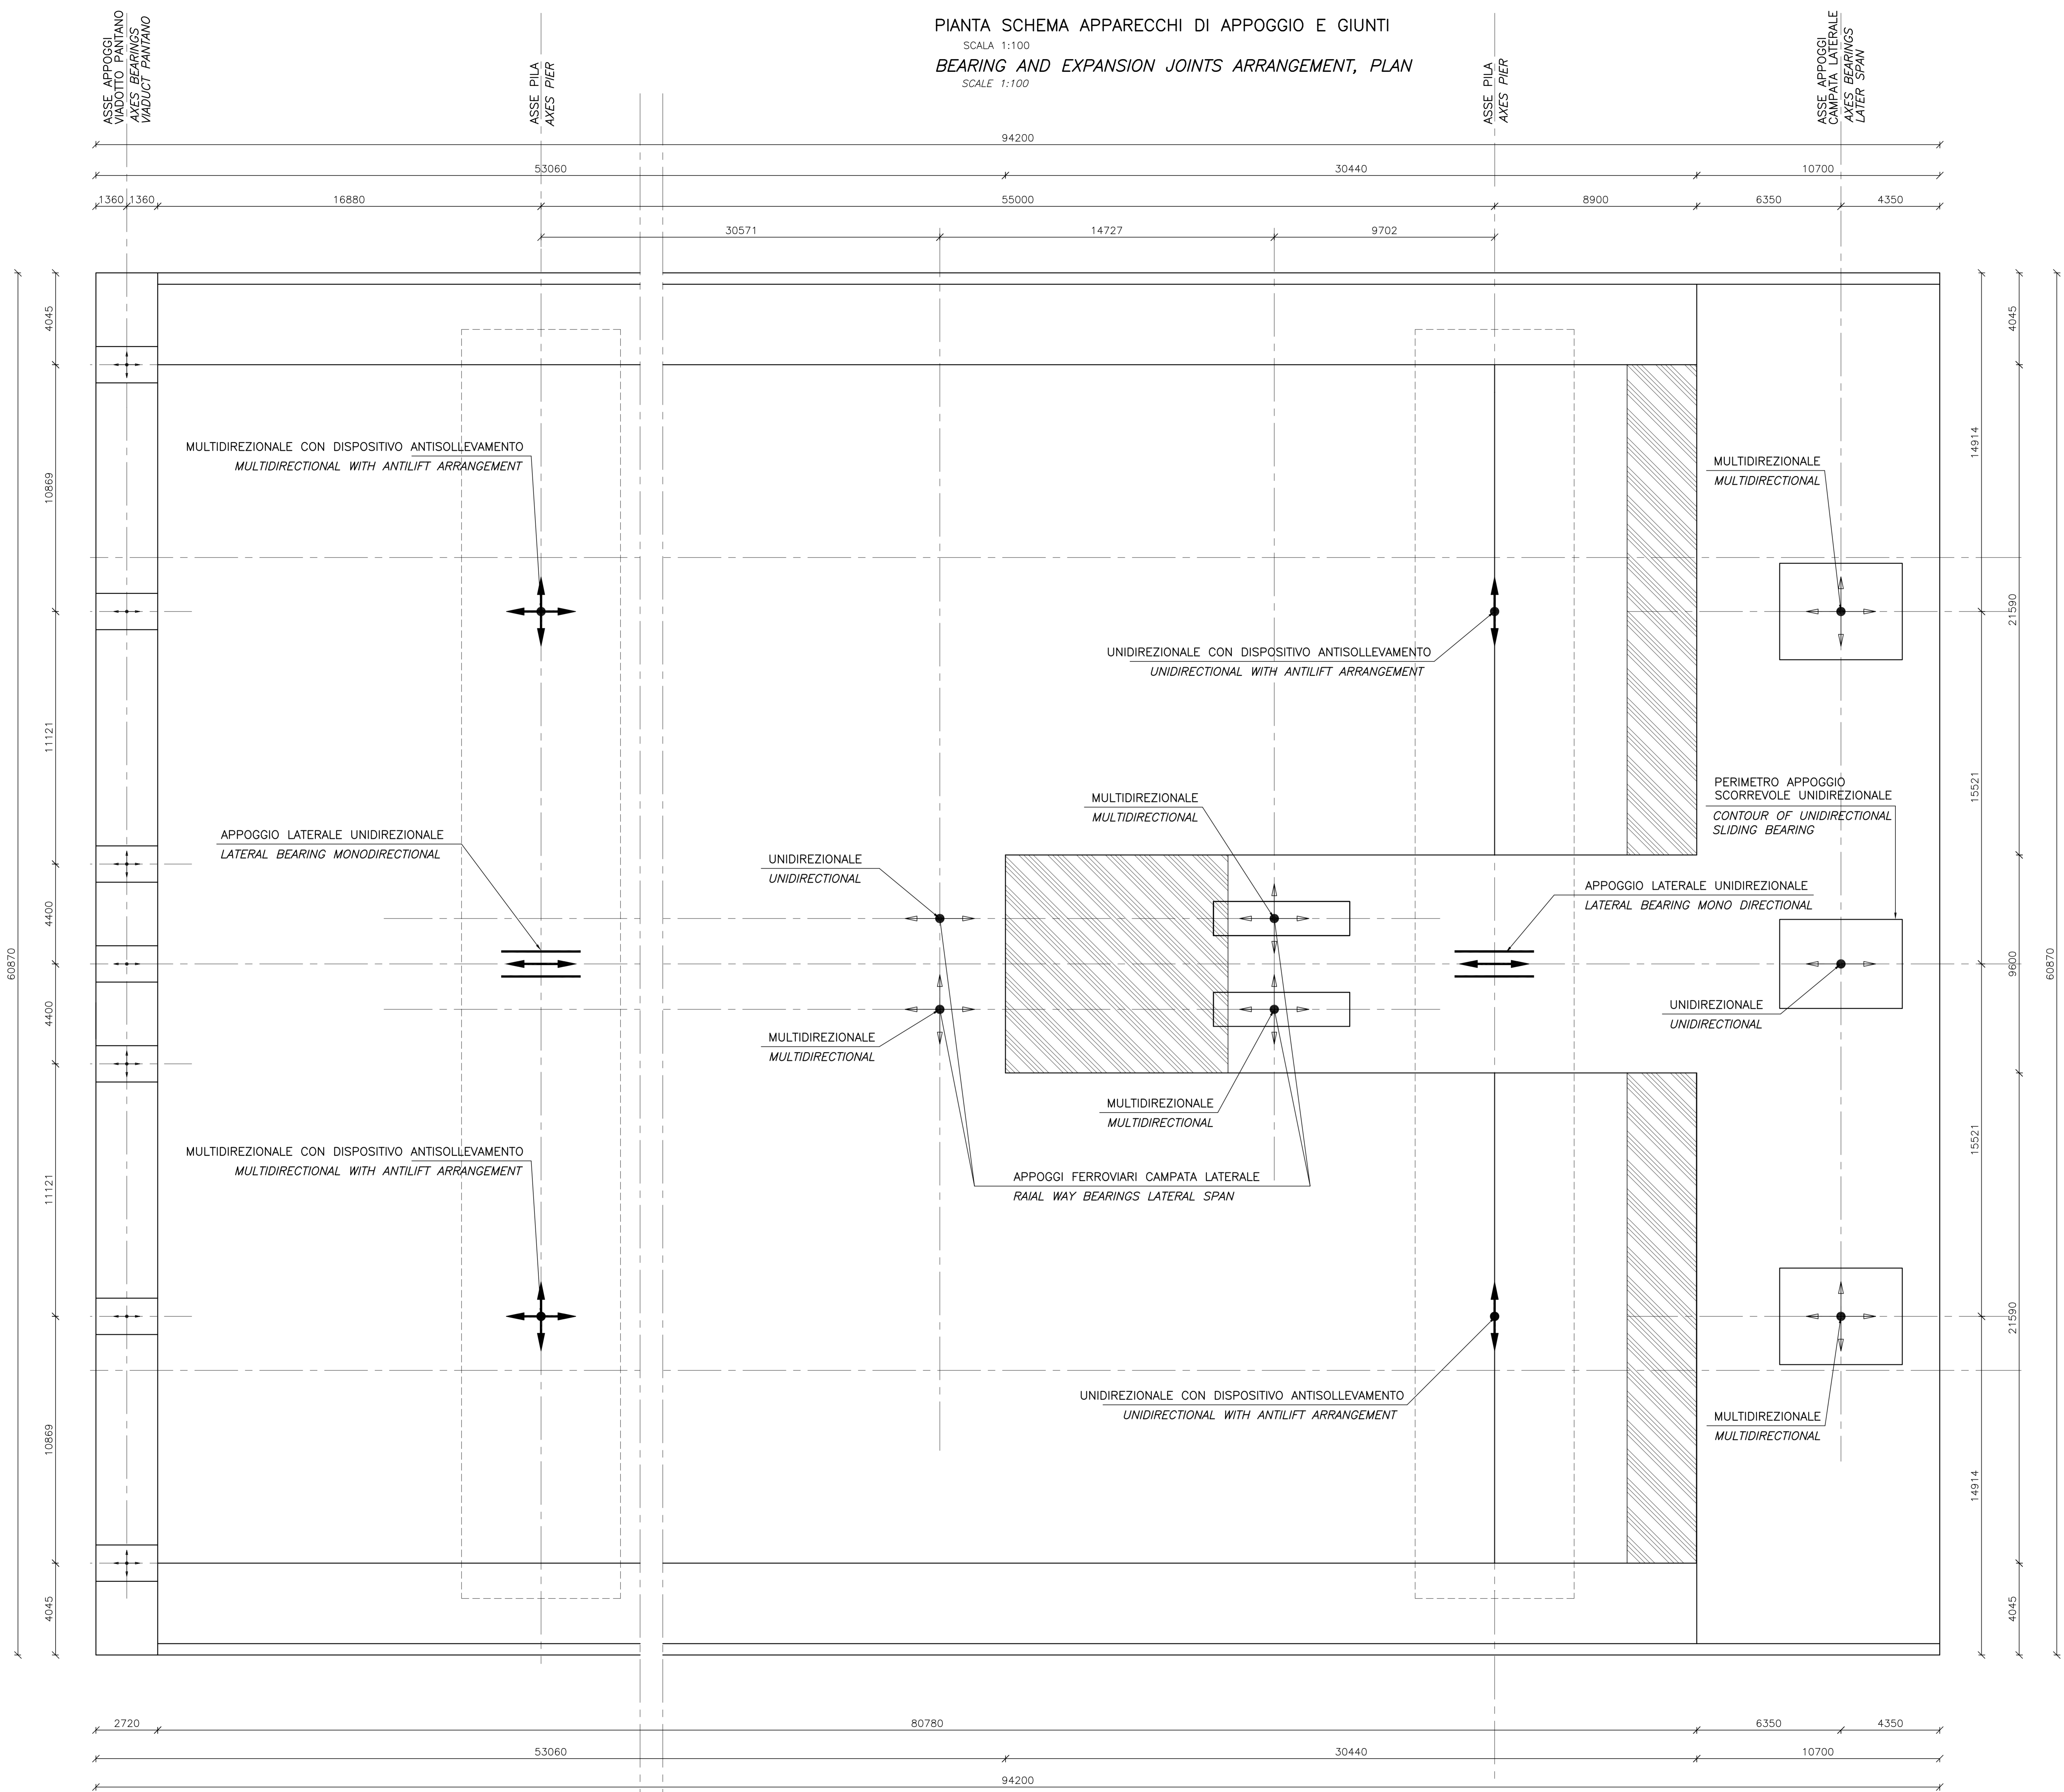 PIANTA SCHEMA APPARECCHI DI APPOGGIO E GIUNTI
SCALA 1:100
BEARING AND EXPANSION JOINTS ARRANGEMENT, PLAN
SCALE 1:100
ASSE APPOGGI
VIADOTTO PANTANO
AXES BEARINGS
VIADUCT PANTANO
ASSE PILA
AXES PIER
ASSE PILA
AXES PIER
ASSE APPOGGI
CAMPATA LATERALE
AXES BEARINGS
LATER SPAN
94200
53060
30440
10700
1360
1360
16880
55000
8900
6350
4350
30571
14727
9702
60870
4045
10869
11121
4400
4400
11121
10869
4045
14914
15521
15521
14914
4045
21590
9600
21590
4045
60870
MULTIDIREZIONALE CON DISPOSITIVO ANTISOLLEVAMENTO
MULTIDIRECTIONAL WITH ANTILIFT ARRANGEMENT
MULTIDIREZIONALE
MULTIDIRECTIONAL
UNIDIREZIONALE CON DISPOSITIVO ANTISOLLEVAMENTO
UNIDIRECTIONAL WITH ANTILIFT ARRANGEMENT
PERIMETRO APPOGGIO
SCORREVOLE UNIDIREZIONALE
CONTOUR OF UNIDIRECTIONAL
SLIDING BEARING
MULTIDIREZIONALE
MULTIDIRECTIONAL
APPOGGIO LATERALE UNIDIREZIONALE
LATERAL BEARING MONODIRECTIONAL
UNIDIREZIONALE
UNIDIRECTIONAL
APPOGGIO LATERALE UNIDIREZIONALE
LATERAL BEARING MONO DIRECTIONAL
UNIDIREZIONALE
UNIDIRECTIONAL
MULTIDIREZIONALE
MULTIDIRECTIONAL
MULTIDIREZIONALE
MULTIDIRECTIONAL
MULTIDIREZIONALE CON DISPOSITIVO ANTISOLLEVAMENTO
MULTIDIRECTIONAL WITH ANTILIFT ARRANGEMENT
APPOGGI FERROVIARI CAMPATA LATERALE
RAIAL WAY BEARINGS LATERAL SPAN
UNIDIREZIONALE CON DISPOSITIVO ANTISOLLEVAMENTO
UNIDIRECTIONAL WITH ANTILIFT ARRANGEMENT
MULTIDIREZIONALE
MULTIDIRECTIONAL
2720
80780
6350
4350
53060
30440
10700
94200